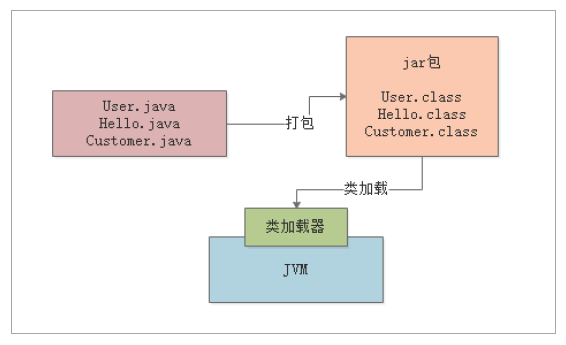 User.java
Hello.java
Customer.java
打包
jar包
User.class
Hello.class
Customer.class
类加载
类加载器
JVM